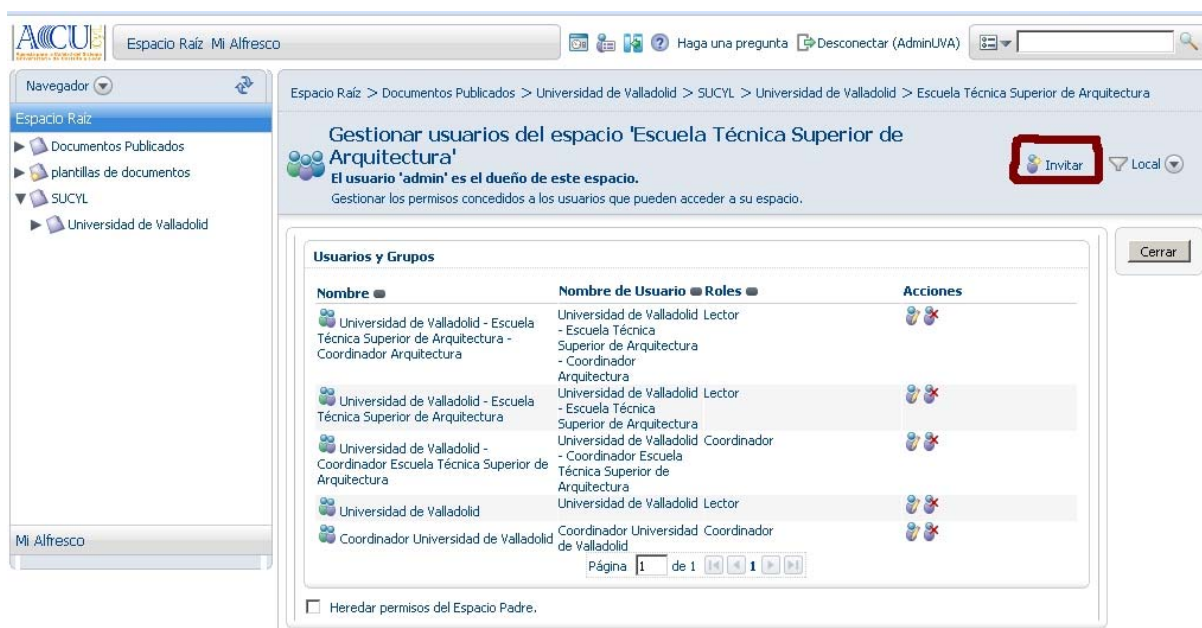 ACCU
Espacio Raíz Mi Alfresco
Haga una pregunta Desconectar (AdminUVA)
Navegador
Espacio Raíz
Documentos Publicados
plantillas de documentos
SUCYL
Universidad de Valladolid
Mi Alfresco
Espacio Raíz > Documentos Publicados > Universidad de Valladolid > SUCYL > Universidad de Valladolid > Escuela Técnica Superior de Arquitectura
Gestionar usuarios del espacio 'Escuela Técnica Superior de
Arquitectura'
El usuario 'admin' es el dueño de este espacio.
Gestionar los permisos concedidos a los usuarios que pueden acceder a su espacio.
Invitar
Local
Cerrar
Usuarios y Grupos
Nombre Nombre de Usuario Roles Acciones
Universidad de Valladolid - Escuela
Técnica Superior de Arquitectura -
Coordinador Arquitectura
Universidad de Valladolid
- Escuela Técnica
Superior de Arquitectura
- Coordinador
Arquitectura
Lector
Universidad de Valladolid - Escuela
Técnica Superior de Arquitectura
Universidad de Valladolid
- Escuela Técnica
Superior de Arquitectura
Lector
Universidad de Valladolid -
Coordinador Escuela Técnica Superior de
Arquitectura
Universidad de Valladolid
- Coordinador Escuela
Técnica Superior de
Arquitectura
Coordinador
Universidad de Valladolid
Universidad de Valladolid
Lector
Coordinador Universidad de Valladolid
Coordinador Universidad
de Valladolid
Coordinador
Página 1 de 1 1
Heredar permisos del Espacio Padre.